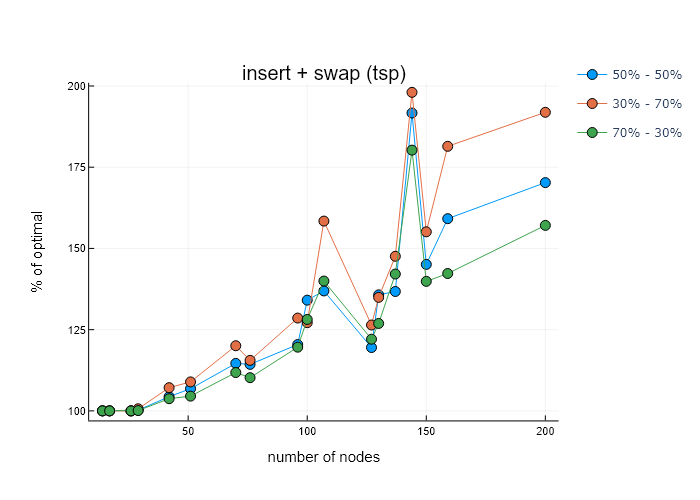 insert + swap (tsp)
50% - 50%
30% - 70%
70% - 30%
% of optimal
200
175
150
125
100
50
100
150
200
number of nodes